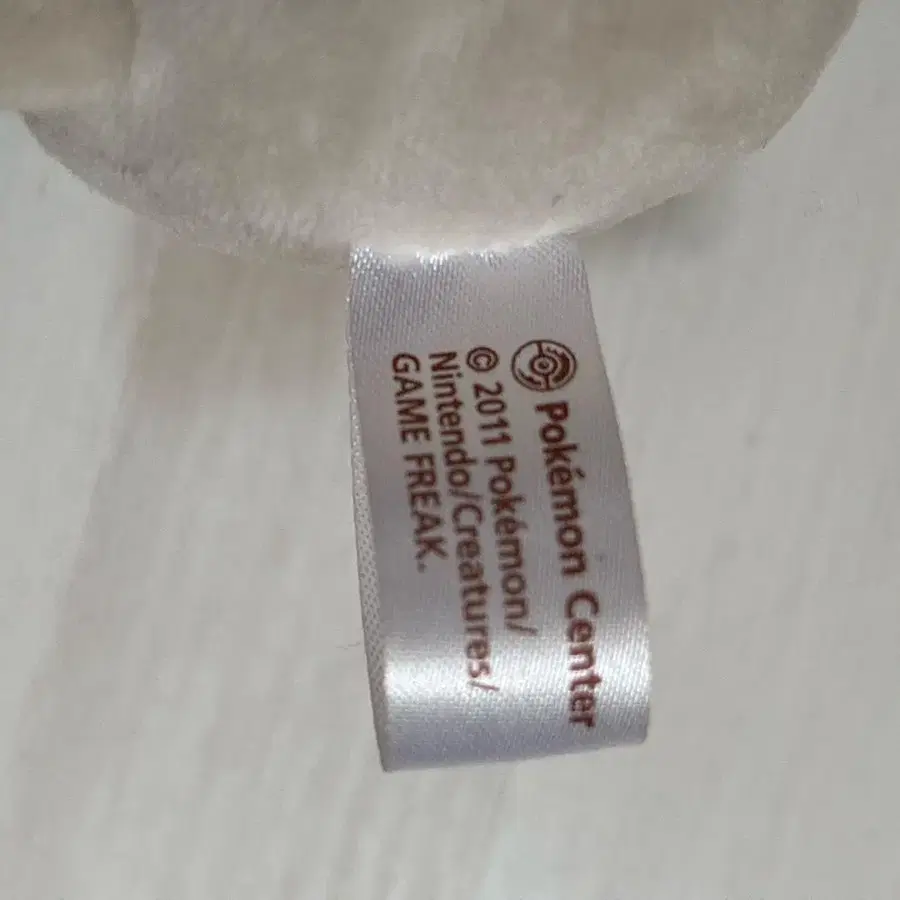 Pokémon Center
© 2011 Pokémon/
Nintendo/Creatures/
GAME FREAK.